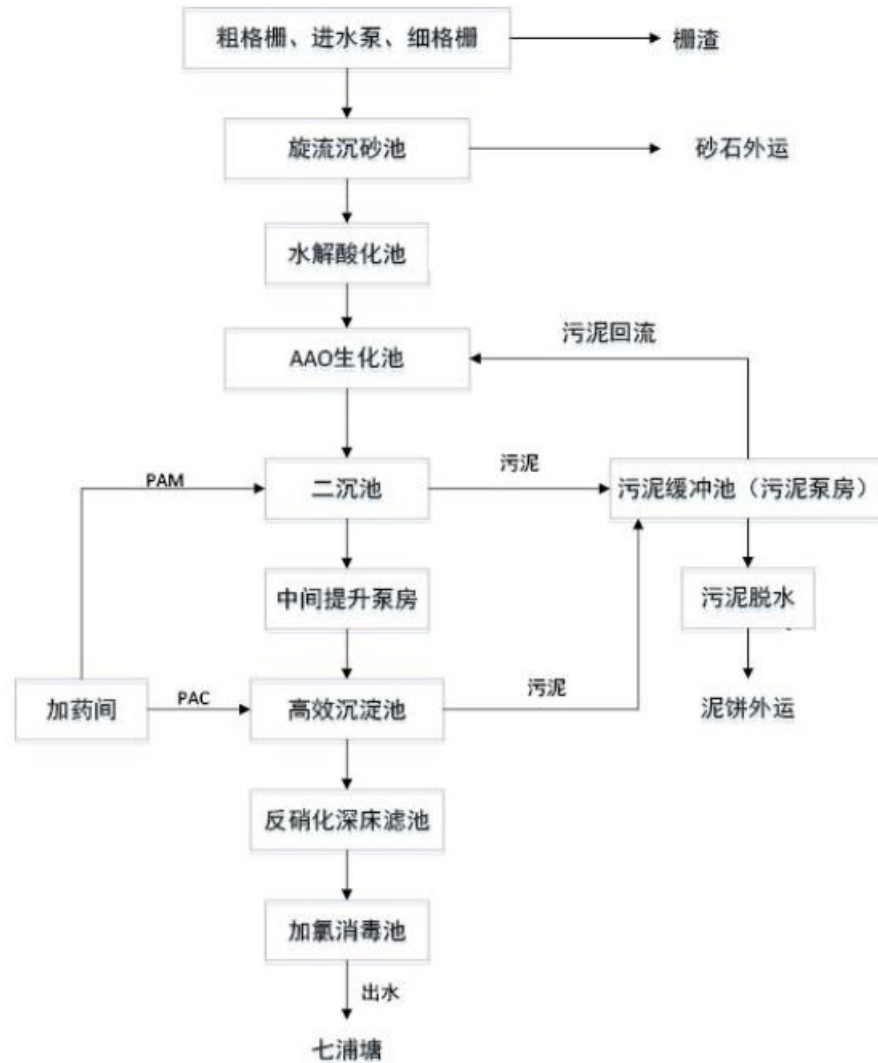 粗格栅、进水泵、细格栅
栅渣
旋流沉砂池
砂石外运
水解酸化池
污泥回流
AAO生化池
PAM
二沉池
污泥
污泥缓冲池（污泥泵房）
中间提升泵房
污泥脱水
加药间
PAC
高效沉淀池
污泥
泥饼外运
反硝化深床滤池
加氯消毒池
出水
七浦塘